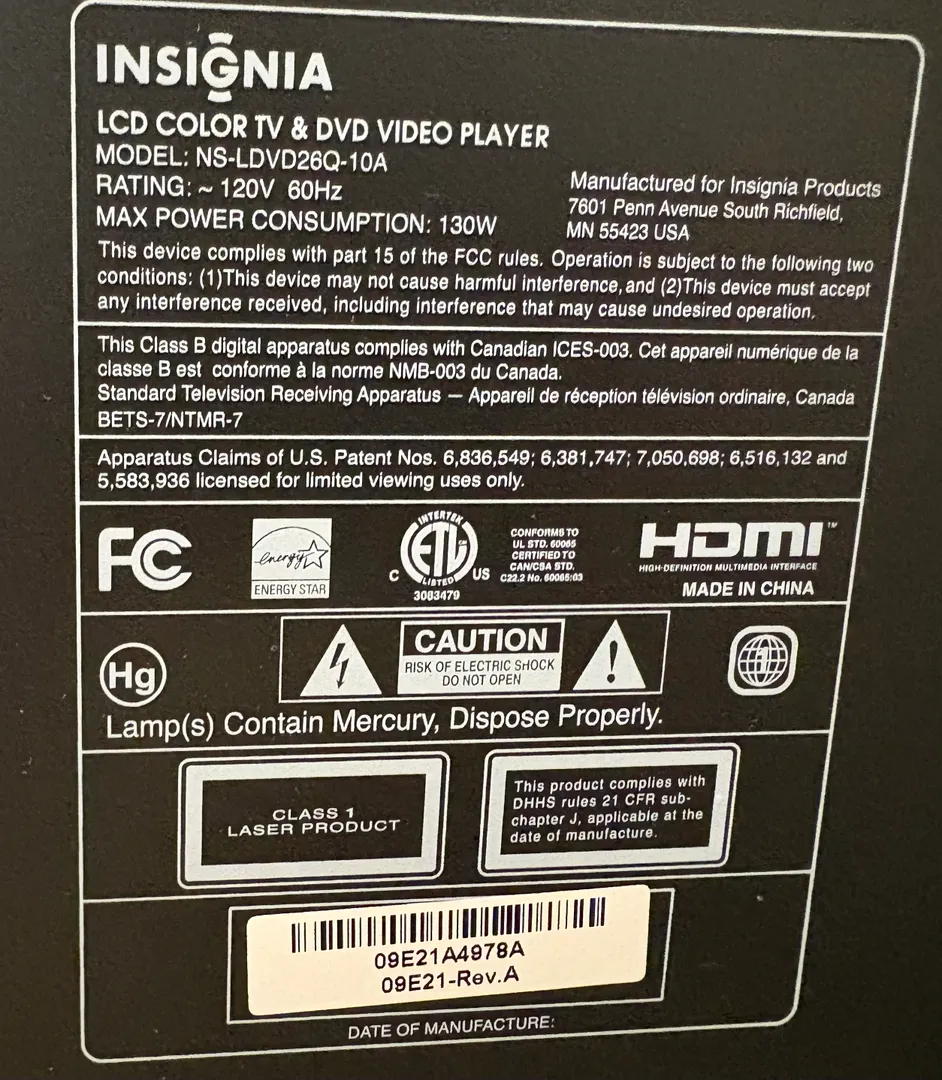 INSIGNIA
LCD COLOR TV & DVD VIDEO PLAYER
MODEL: NS-LDVD26Q-10A
RATING: ~ 120V 60Hz
MAX POWER CONSUMPTION: 130W
Manufactured for Insignia Products
7601 Penn Avenue South Richfield,
MN 55423 USA
This device complies with part 15 of the FCC rules. Operation is subject to the following two
conditions: (1)This device may not cause harmful interference, and (2)This device must accept
any interference received, including interference that may cause undesired operation.
This Class B digital apparatus complies with Canadian ICES-003. Cet appareil numérique de la
classe B est conforme à la norme NMB-003 du Canada.
Standard Television Receiving Apparatus — Appareil de réception télévision ordinaire, Canada
BETS-7/NTMR-7
Apparatus Claims of U.S. Patent Nos. 6,836,549; 6,381,747; 7,050,698; 6,516,132 and
5,583,936 licensed for limited viewing uses only.
FC
energy
ENERGY STAR
INTERTEK
ETL
CM
LISTED
C US
3083479
CONFORMS TO
UL STD. 60065
CERTIFIED TO
CAN/CSA STD.
C22.2 No. 60065:03
HDMI™
HIGH-DEFINITION MULTIMEDIA INTERFACE
MADE IN CHINA
Hg
CAUTION
RISK OF ELECTRIC SHOCK
DO NOT OPEN
1
Lamp(s) Contain Mercury, Dispose Properly.
CLASS 1
LASER PRODUCT
This product complies with
DHHS rules 21 CFR sub-
chapter J, applicable at the
date of manufacture.
09E21A4978A
09E21-Rev.A
DATE OF MANUFACTURE: